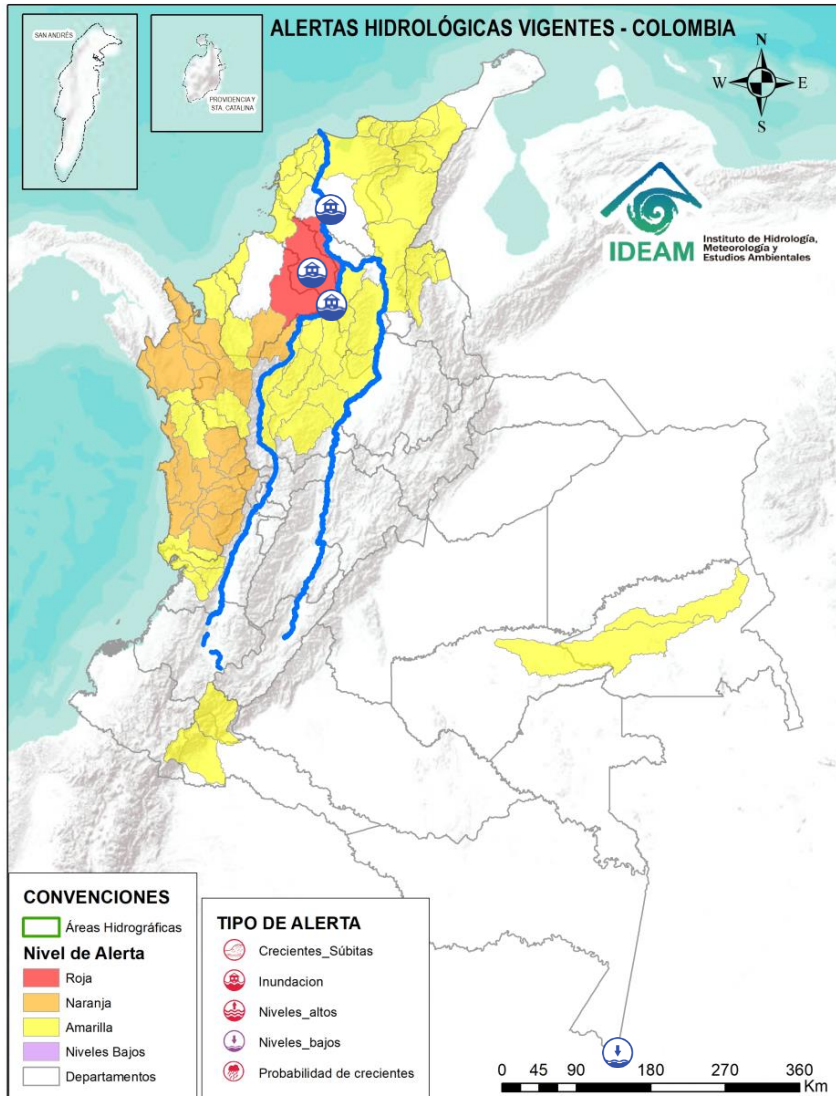 ALERTAS HIDROLÓGICAS VIGENTES - COLOMBIA
SAN ANDRÉS
PROVIDENCIA Y
STA. CATALINA
N
W
E
S
IDEAM
Instituto de Hidrología,
Meteorología y
Estudios Ambientales
CONVENCIONES
Áreas Hidrográficas
Nivel de Alerta
Roja
Naranja
Amarilla
Niveles Bajos
Departamentos
TIPO DE ALERTA
Crecientes_Súbitas
Inundacion
Niveles_altos
Niveles_bajos
Probabilidad de crecientes
0 45 90 180 270 360
Km